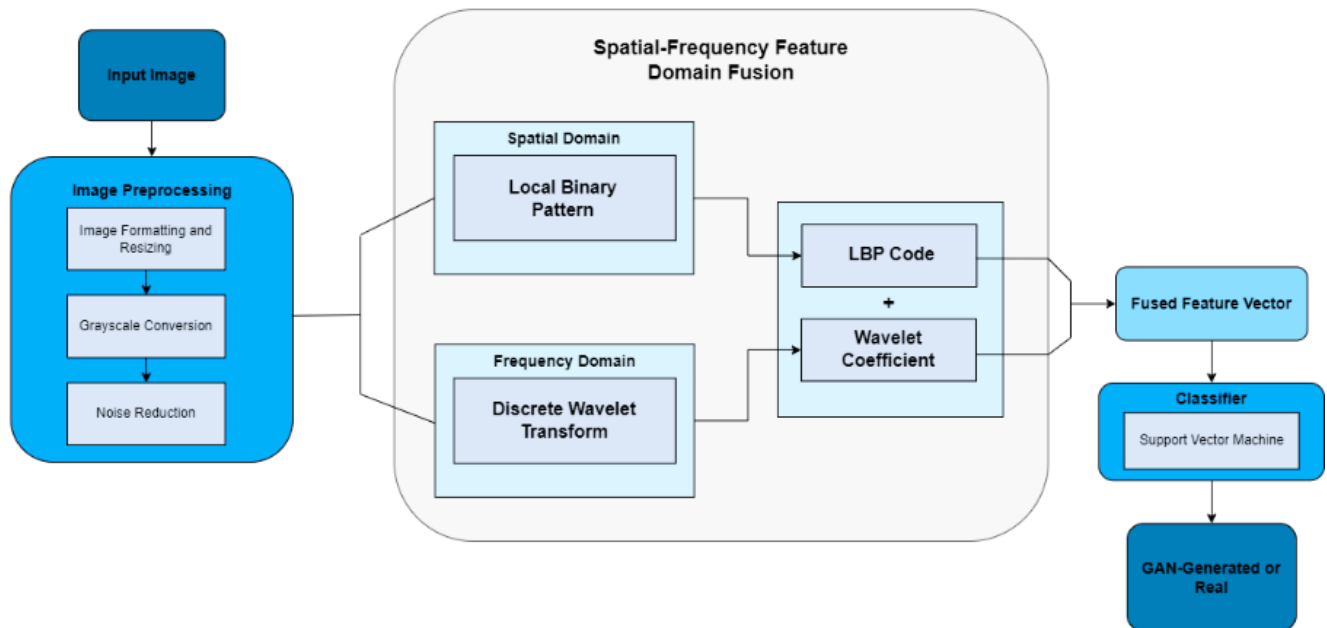 Input Image
Image Preprocessing
Image Formatting and
Resizing
Grayscale Conversion
Noise Reduction
Spatial-Frequency Feature
Domain Fusion
Spatial Domain
Local Binary
Pattern
Frequency Domain
Discrete Wavelet
Transform
LBP Code
+
Wavelet
Coefficient
Fused Feature Vector
Classifier
Support Vector Machine
GAN-Generated or
Real